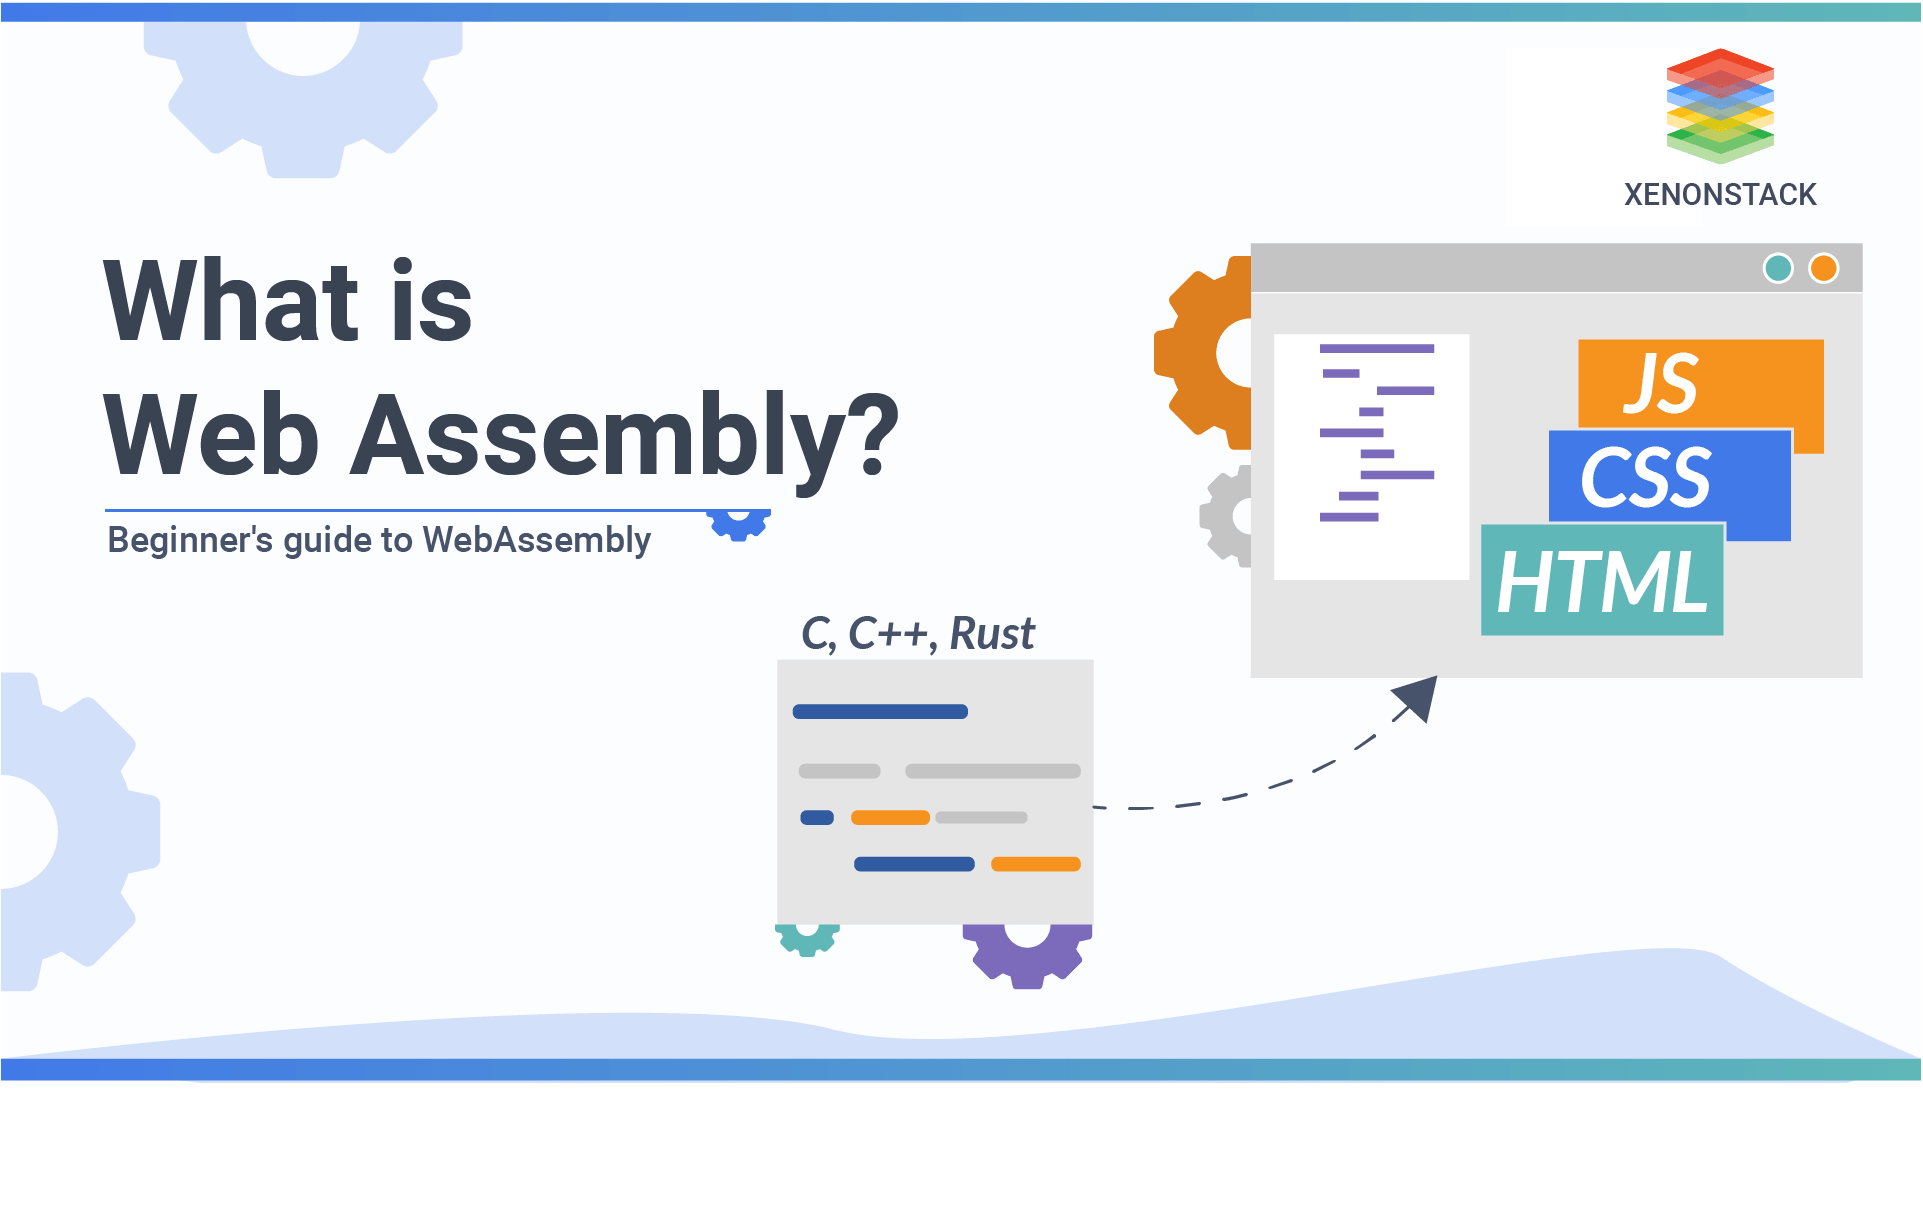 XENONSTACK
What is
Web Assembly?
Beginner's guide to WebAssembly
JS
CSS
HTML
C, C++, Rust